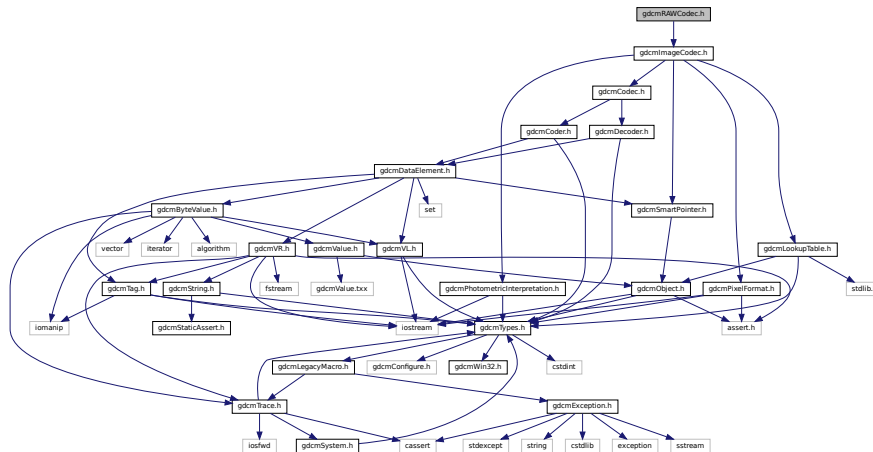 gdcmRAWCodec.h
gdcmImageCodec.h
gdcmCodec.h
gdcmCoder.h
gdcmDecoder.h
gdcmDataElement.h
gdcmByteValue.h
set
gdcmSmartPointer.h
vector
iterator
algorithm
gdcmVR.h
gdcmValue.h
gdcmVL.h
gdcmLookupTable.h
gdcmTag.h
gdcmString.h
fstream
gdcmValue.txx
gdcmPhotometricInterpretation.h
gdcmObject.h
gdcmPixelFormat.h
stdlib.
iomanip
gdcmStaticAssert.h
iostream
gdcmTypes.h
assert.h
gdcmLegacyMacro.h
gdcmConfigure.h
gdcmWin32.h
cstdint
gdcmTrace.h
gdcmException.h
iosfwd
gdcmSystem.h
cassert
stdexcept
string
cstdlib
exception
sstream